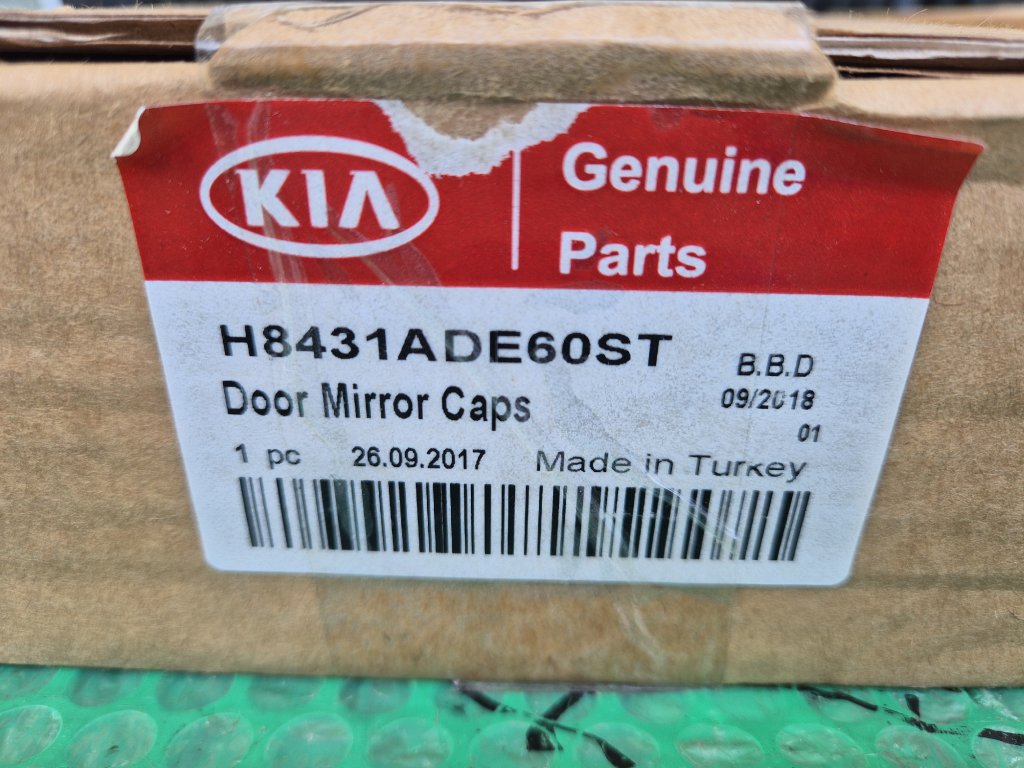 KIA
Genuine
Parts
H8431ADE60ST
B.B.D
Door Mirror Caps
09/2018
01
1 pc 26.09.2017 Made in Turkey